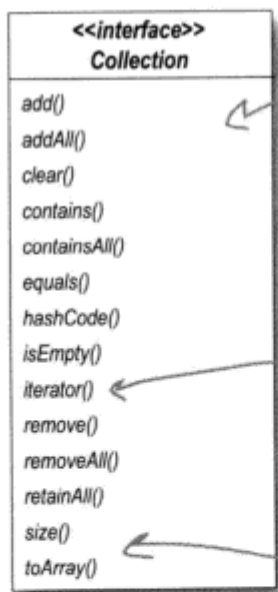 <<interface>>
Collection
add()
addAll()
clear()
contains()
containsAll()
equals()
hashCode()
isEmpty()
iterator()
remove()
removeAll()
retainAll()
size()
toArray()